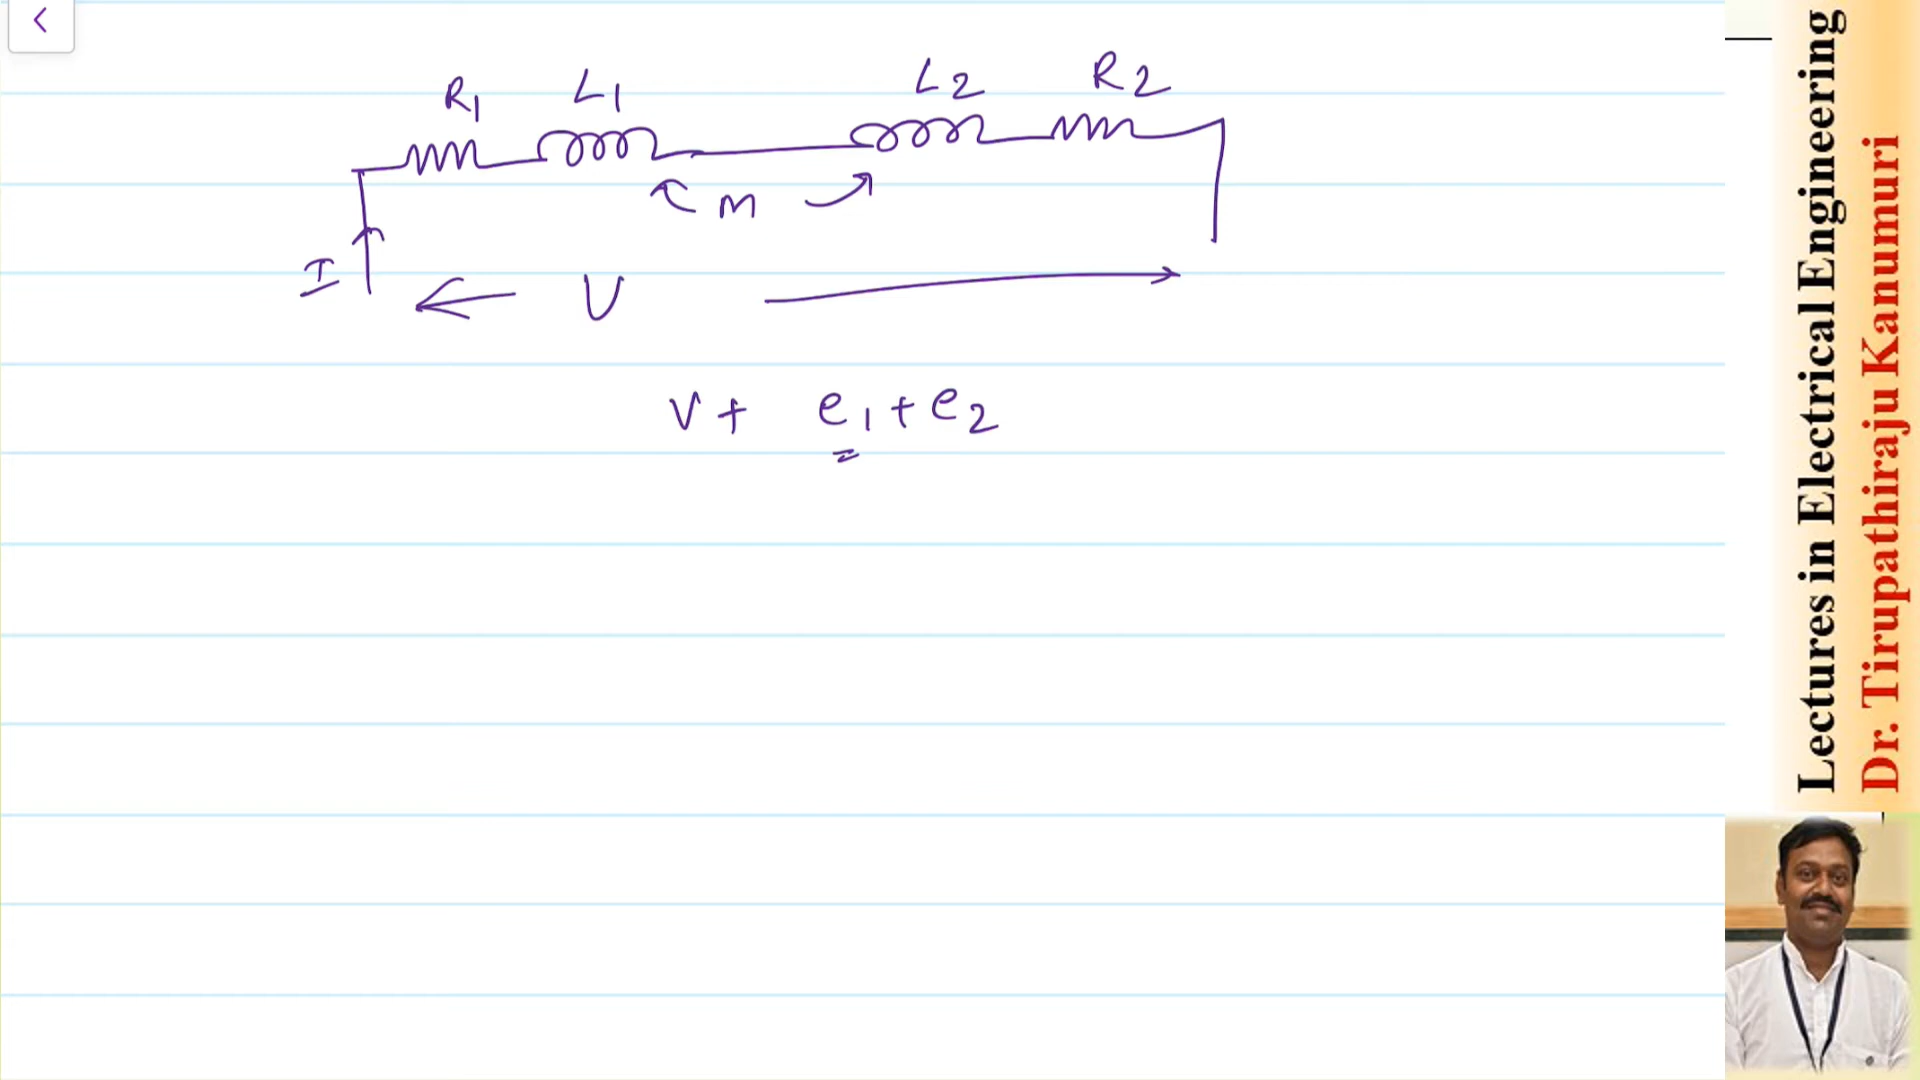 R1 L1 L2 R2
M
I V
V + e1 + e2
Lectures in Electrical Engineering
Dr. Tirupathiraju Kanumuri